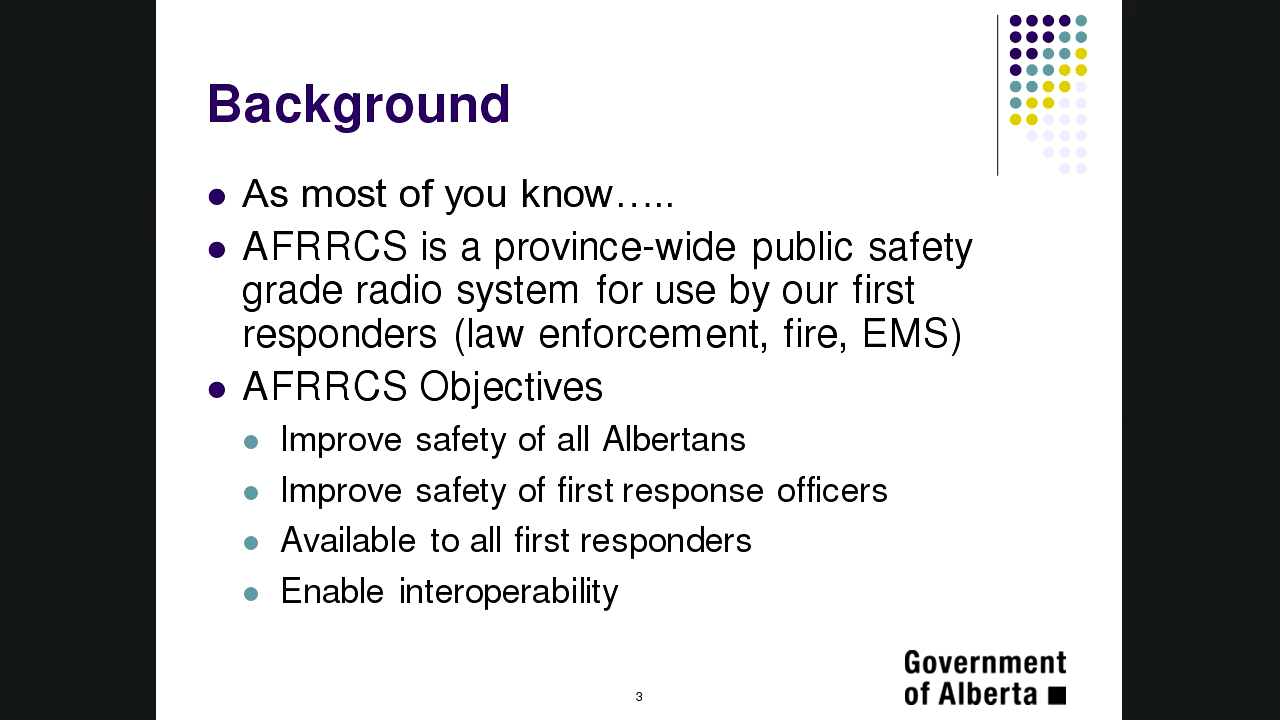 Background
As most of you know…..
AFRRCS is a province-wide public safety
grade radio system for use by our first
responders (law enforcement, fire, EMS)
AFRRCS Objectives
Improve safety of all Albertans
Improve safety of first response officers
Available to all first responders
Enable interoperability
3
Government
of Alberta